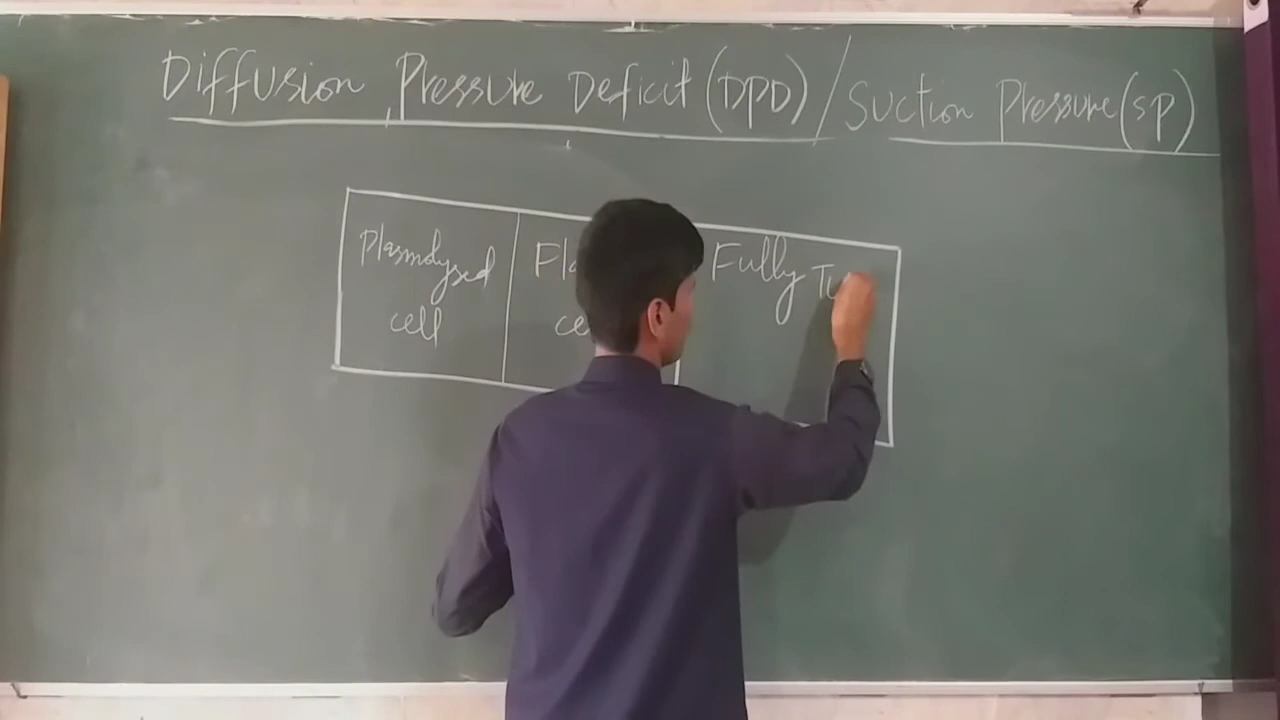 Diffusion Pressure Deficit (DPD) / Suction Pressure (SP)
Plasmolysed
cell
Fully